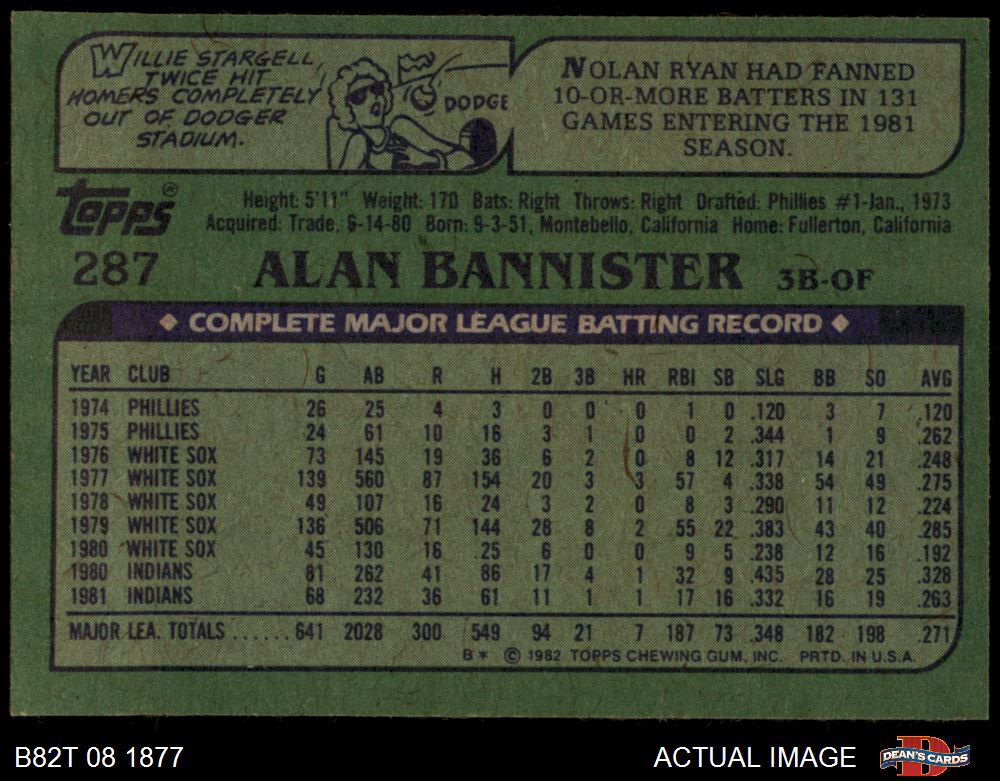 WILLIE STARGELL,
TWICE HIT
HOMERS COMPLETELY
OUT OF DODGER
STADIUM.
DODGE
NOLAN RYAN HAD FANNED
10-OR-MORE BATTERS IN 131
GAMES ENTERING THE 1981
SEASON.
Topps®
Height: 5'11" Weight: 170 Bats: Right Throws: Right Drafted: Phillies #1-Jan., 1973
Acquired: Trade, 6-14-80 Born: 9-3-51, Montebello, California Home: Fullerton, California
287 ALAN BANNISTER 3B-OF
◆ COMPLETE MAJOR LEAGUE BATTING RECORD ◆
YEAR CLUB G AB R H 2B 3B HR RBI SB SLG BB SO AVG
1974 PHILLIES 26 25 4 3 0 0 0 1 0 .120 3 7 .120
1975 PHILLIES 24 61 10 16 3 1 0 0 2 .344 1 9 .262
1976 WHITE SOX 73 145 19 36 6 2 0 8 12 .317 14 21 .248
1977 WHITE SOX 139 560 87 154 20 3 3 57 4 .338 54 49 .275
1978 WHITE SOX 49 107 16 24 3 2 0 8 3 .290 11 12 .224
1979 WHITE SOX 136 506 71 144 28 8 2 55 22 .383 43 40 .285
1980 WHITE SOX 45 130 16 25 6 0 0 9 5 .238 12 16 .192
1980 INDIANS 81 262 41 86 17 4 1 32 9 .435 28 25 .328
1981 INDIANS 68 232 36 61 11 1 1 17 16 .332 16 19 .263
MAJOR LEA. TOTALS ...... 641 2028 300 549 94 21 7 187 73 .348 182 198 .271
B* © 1982 TOPPS CHEWING GUM, INC. PRTD. IN U.S.A.
B82T 08 1877
ACTUAL IMAGE
DEAN'S CARDS